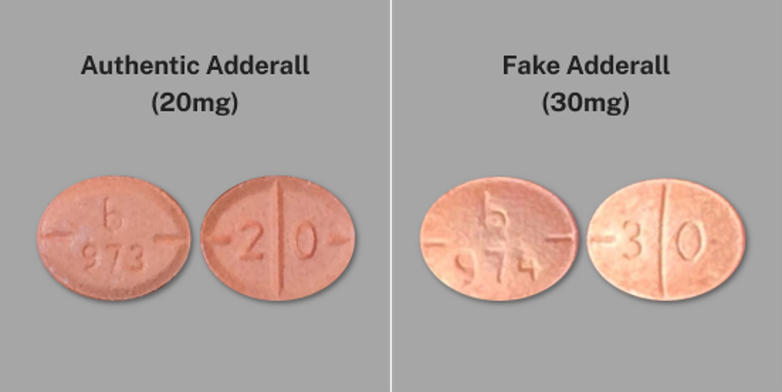 Authentic Adderall
(20mg)
b
973
2 0
Fake Adderall
(30mg)
b
974
3 0